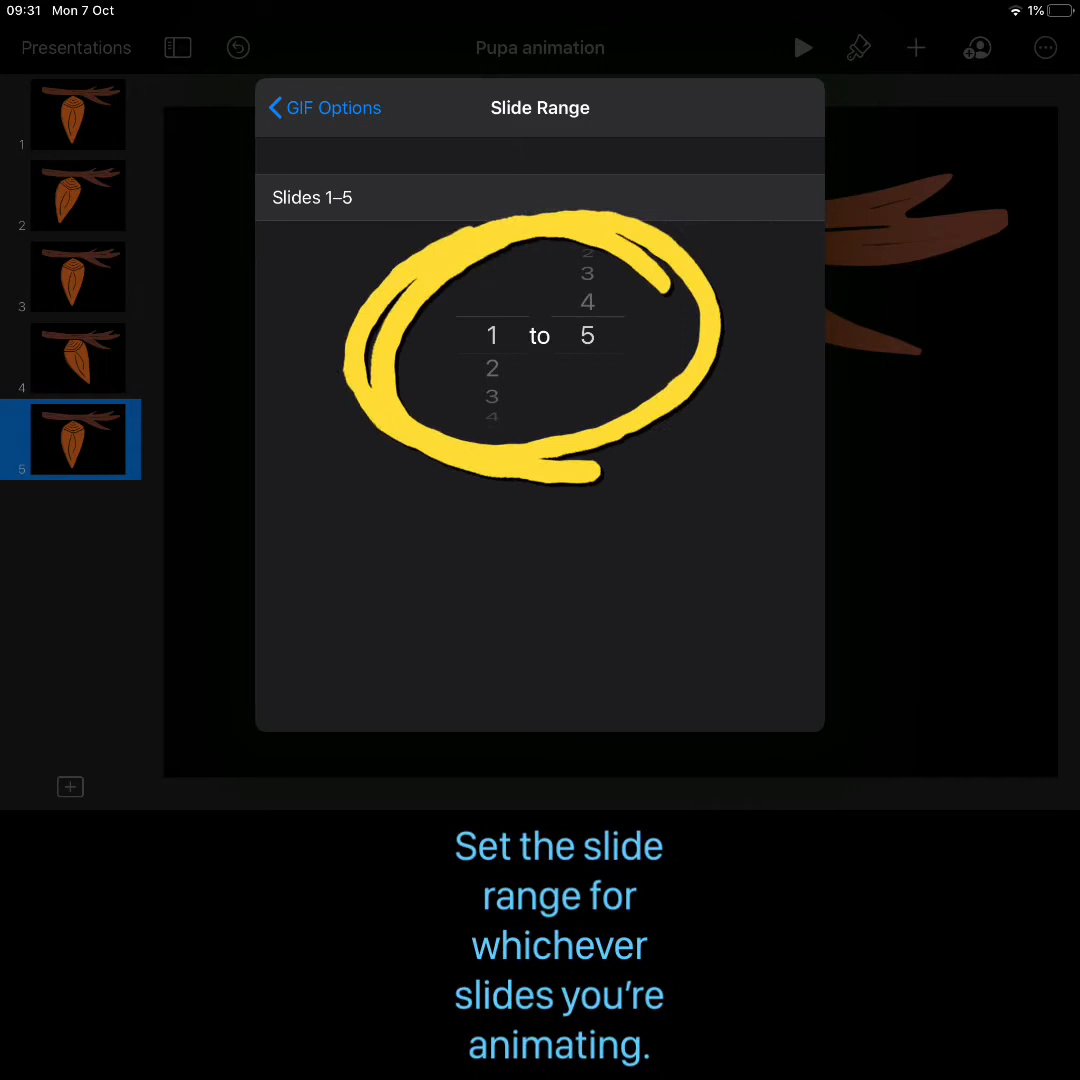 09:31 Mon 7 Oct 1%
Presentations Pupa animation
GIF Options Slide Range
Slides 1–5
2
3
4
1 to 5
2
3
4
1
2
3
4
5
Set the slide
range for
whichever
slides you’re
animating.